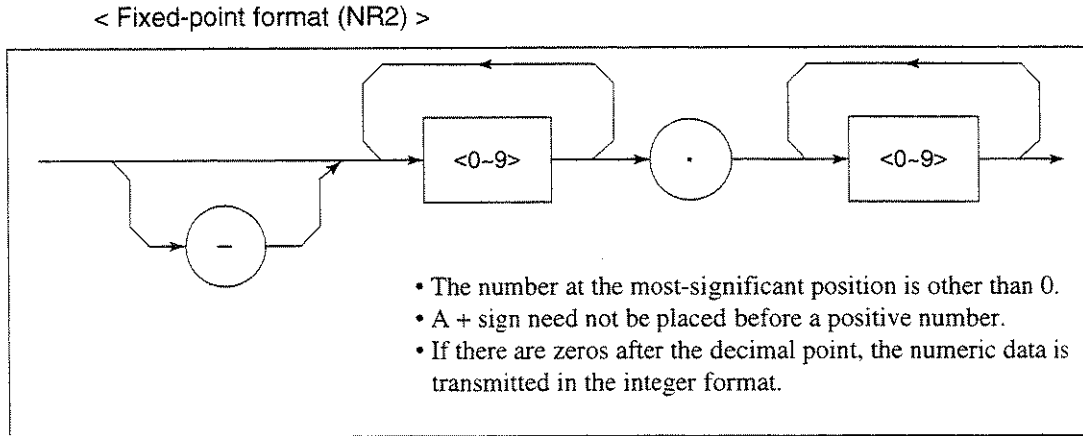 < Fixed-point format (NR2) >
<0~9>
.
<0~9>
−
• The number at the most-significant position is other than 0.
• A + sign need not be placed before a positive number.
• If there are zeros after the decimal point, the numeric data is
transmitted in the integer format.